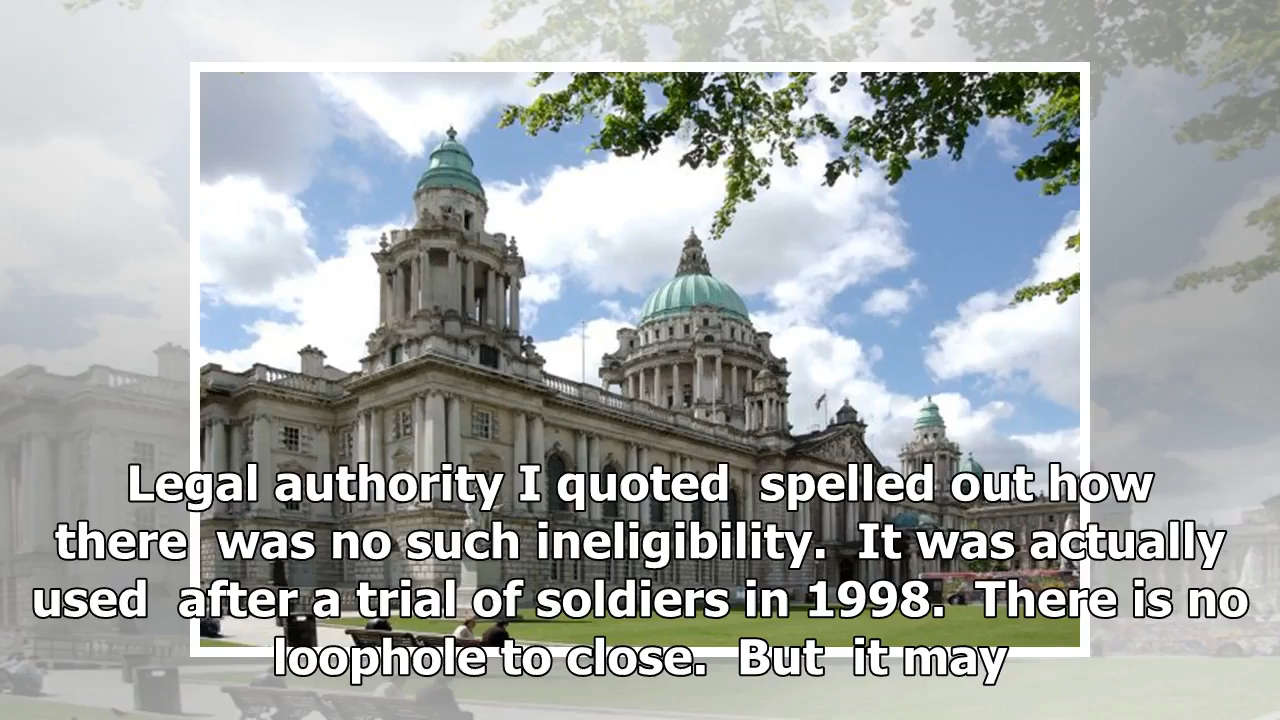 Legal authority I quoted  spelled out how
there  was no such ineligibility.  It was actually
used  after a trial of soldiers in 1998.  There is no
loophole to close.  But  it may